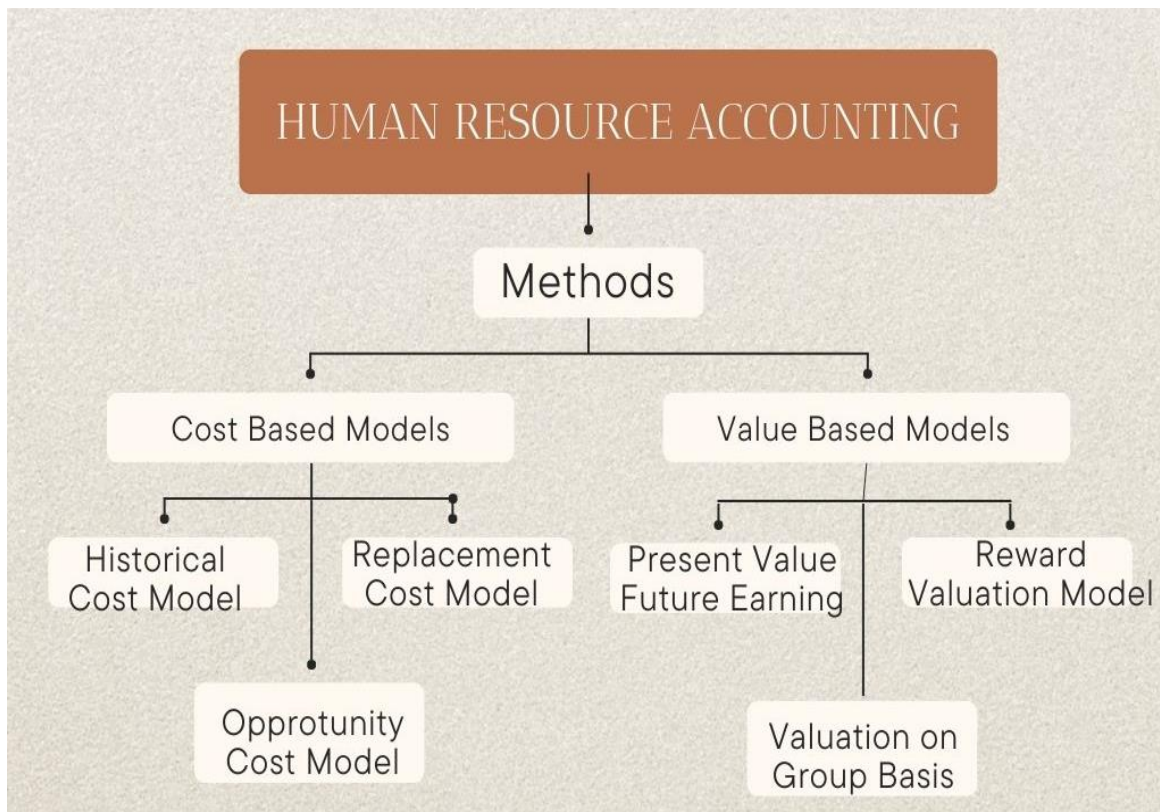 HUMAN RESOURCE ACCOUNTING
Methods
Cost Based Models
Value Based Models
Historical
Cost Model
Replacement
Cost Model
Present Value
Future Earning
Reward
Valuation Model
Opprotunity
Cost Model
Valuation on
Group Basis